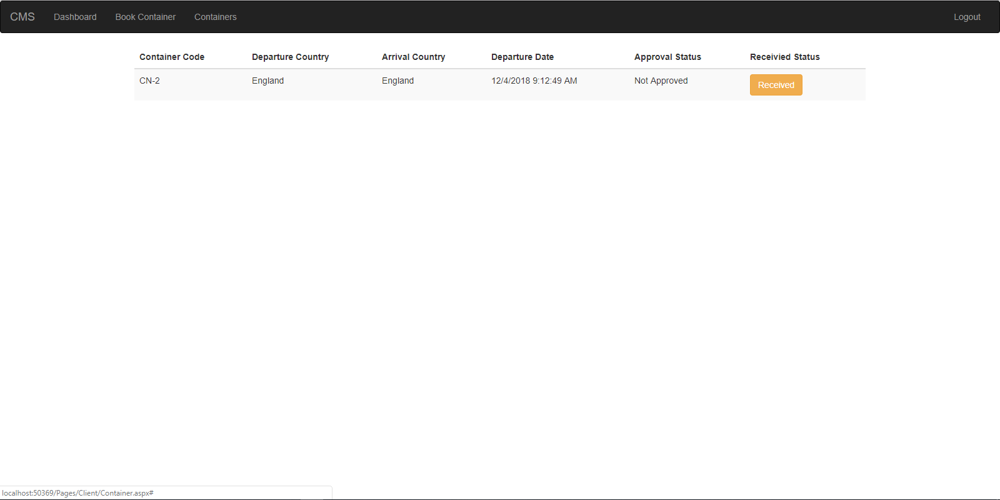 CMS Dashboard Book Container Containers Logout
Container Code Departure Country Arrival Country Departure Date Approval Status Receivied Status
CN-2 England England 12/4/2018 9:12:49 AM Not Approved Received
localhost:50369/Pages/Client/Container.aspx#